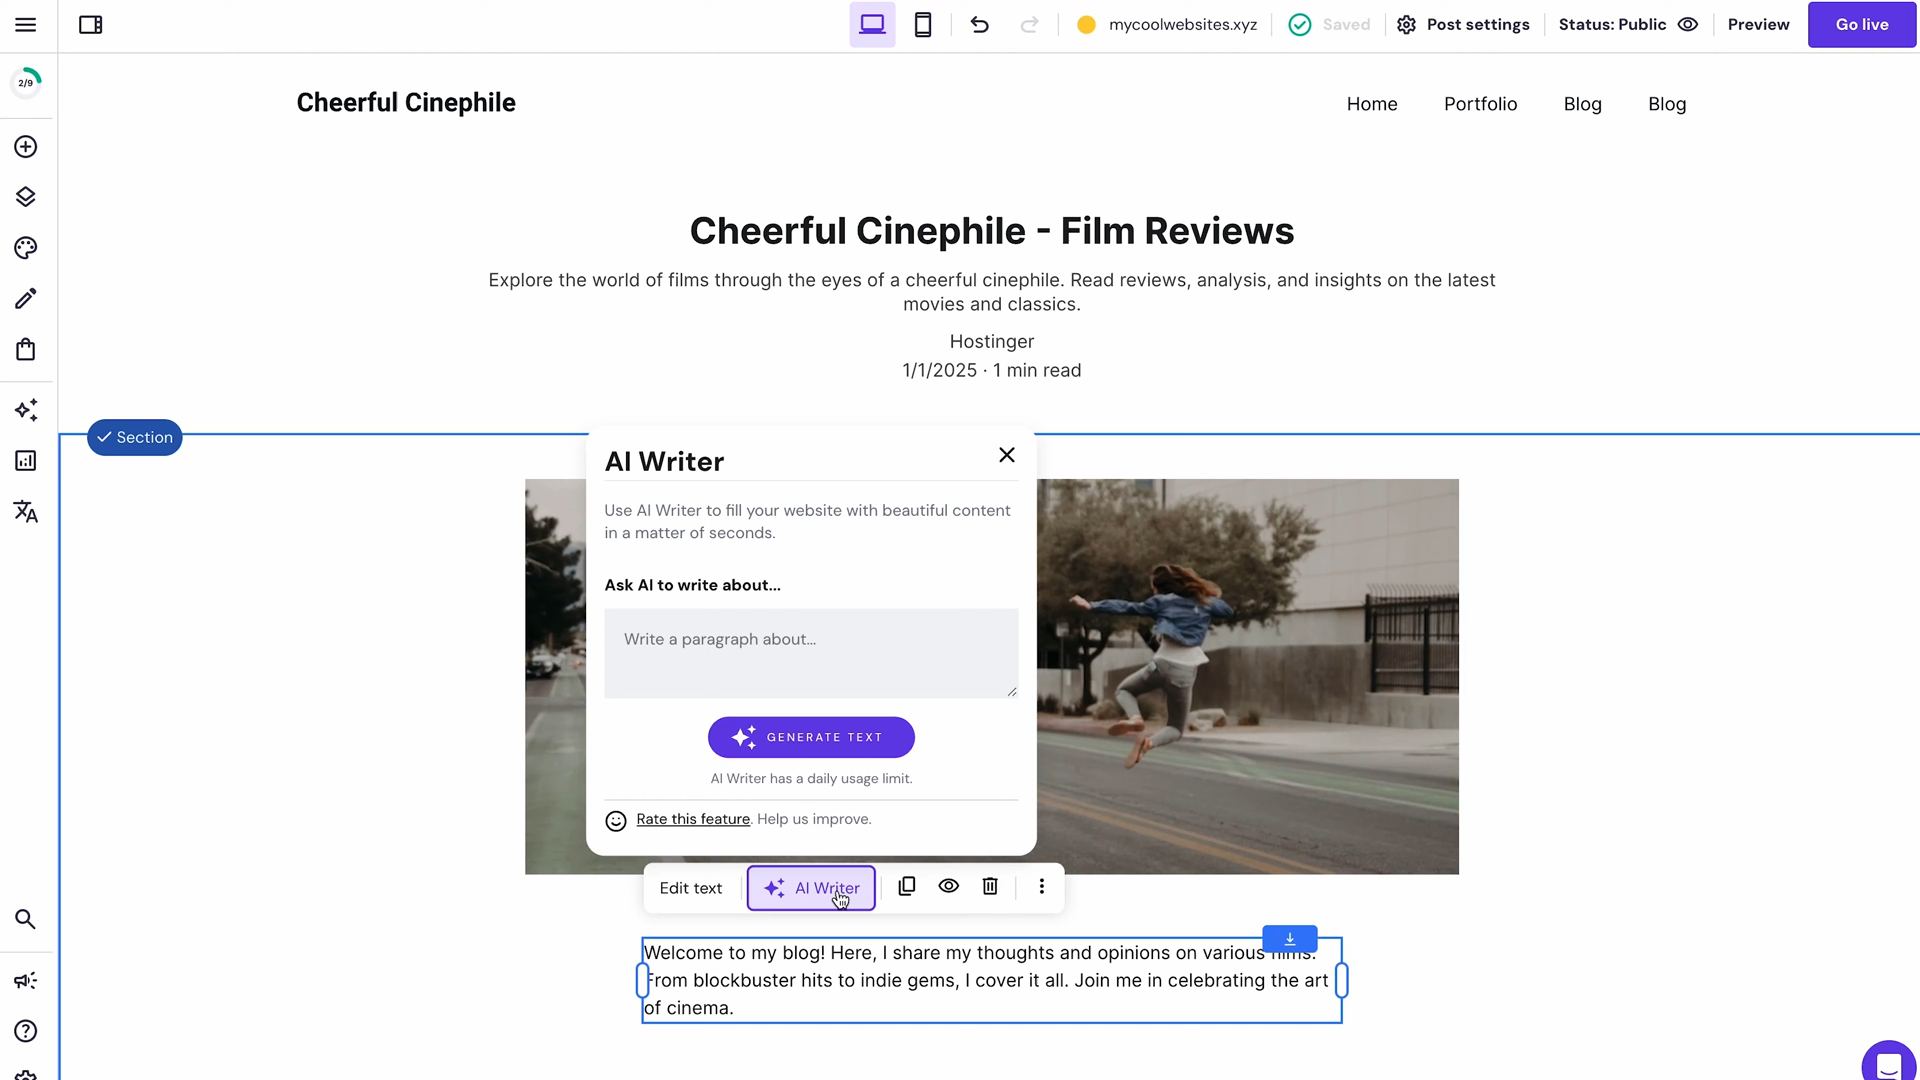 mycoolwebsites.xyz
Saved
Post settings
Status: Public
Preview
Go live
2/9
Cheerful Cinephile
Home
Portfolio
Blog
Blog
Cheerful Cinephile - Film Reviews
Explore the world of films through the eyes of a cheerful cinephile. Read reviews, analysis, and insights on the latest
movies and classics.
Hostinger
1/1/2025 · 1 min read
Section
AI Writer
Use AI Writer to fill your website with beautiful content
in a matter of seconds.
Ask AI to write about...
Write a paragraph about...
GENERATE TEXT
AI Writer has a daily usage limit.
Rate this feature. Help us improve.
Edit text
AI Writer
Welcome to my blog! Here, I share my thoughts and opinions on various films.
From blockbuster hits to indie gems, I cover it all. Join me in celebrating the art
of cinema.